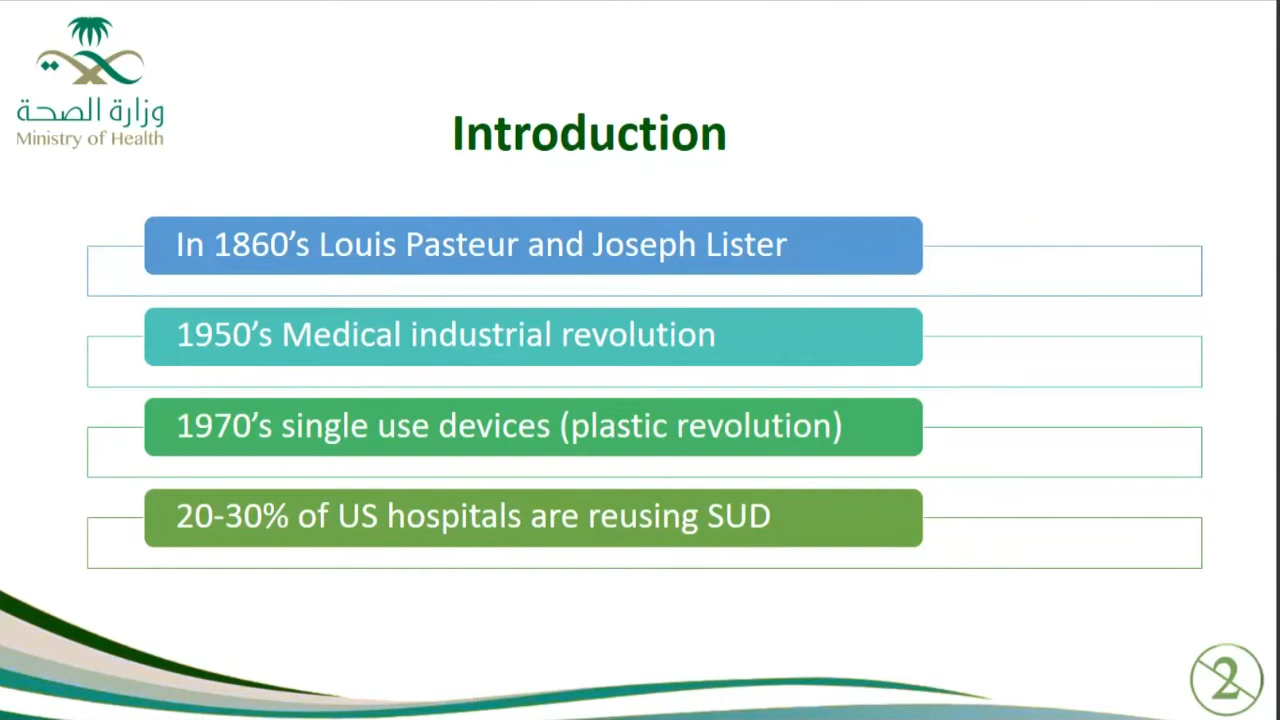 وزارة الصحة
Ministry of Health
Introduction
In 1860’s Louis Pasteur and Joseph Lister
1950’s Medical industrial revolution
1970’s single use devices (plastic revolution)
20-30% of US hospitals are reusing SUD
2